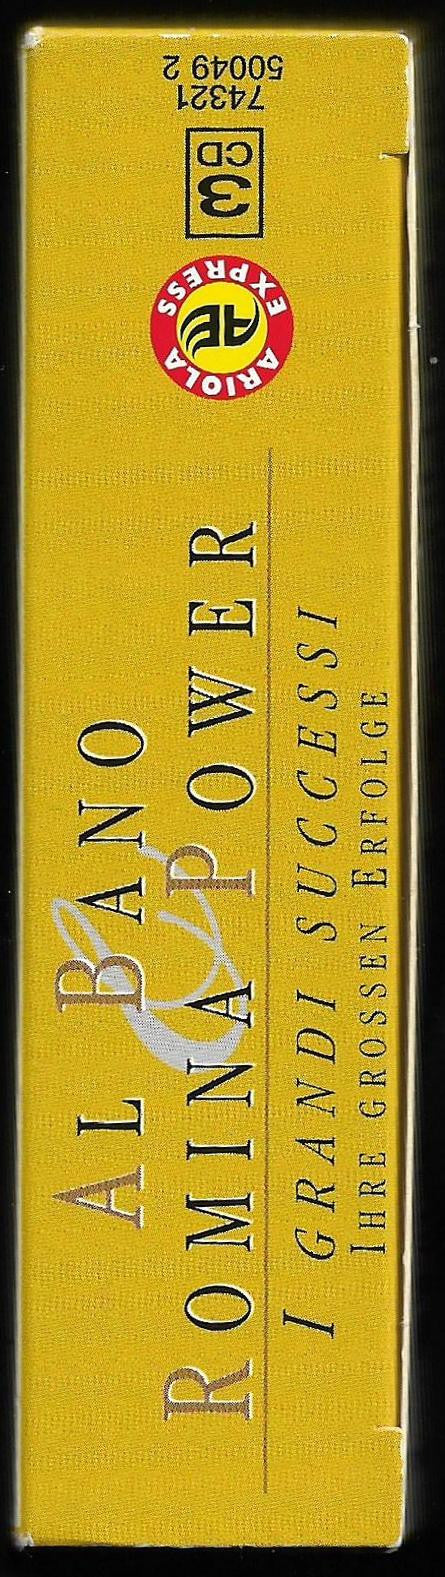 AL BANO
&
ROMINA POWER
I GRANDI SUCCESSI
IHRE GROSSEN ERFOLGE
ARIOLA EXPRESS
AE
3
CD
74321
50049 2